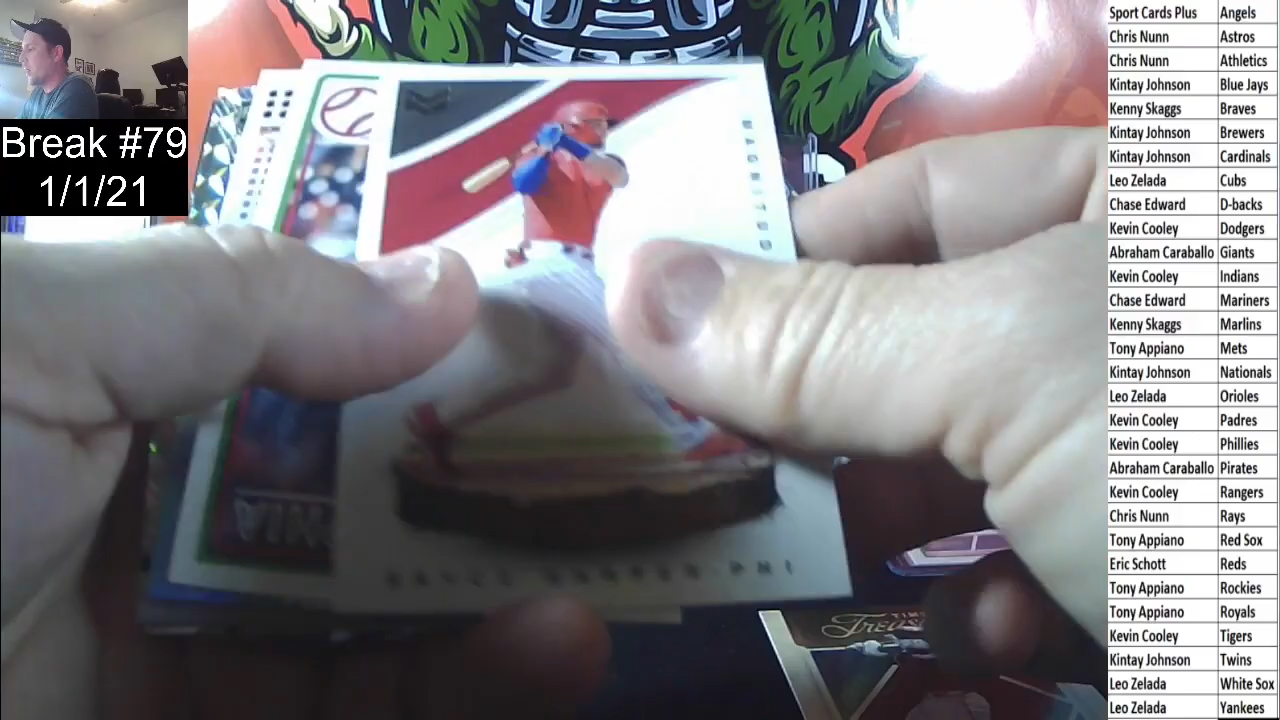 Break #79
1/1/21
Sport Cards Plus Angels
Chris Nunn Astros
Chris Nunn Athletics
Kintay Johnson Blue Jays
Kenny Skaggs Braves
Kintay Johnson Brewers
Kintay Johnson Cardinals
Leo Zelada Cubs
Chase Edward D-backs
Kevin Cooley Dodgers
Abraham Caraballo Giants
Kevin Cooley Indians
Chase Edward Mariners
Kenny Skaggs Marlins
Tony Appiano Mets
Kintay Johnson Nationals
Leo Zelada Orioles
Kevin Cooley Padres
Kevin Cooley Phillies
Abraham Caraballo Pirates
Kevin Cooley Rangers
Chris Nunn Rays
Tony Appiano Red Sox
Eric Schott Reds
Tony Appiano Rockies
Tony Appiano Royals
Kevin Cooley Tigers
Kintay Johnson Twins
Leo Zelada White Sox
Leo Zelada Yankees